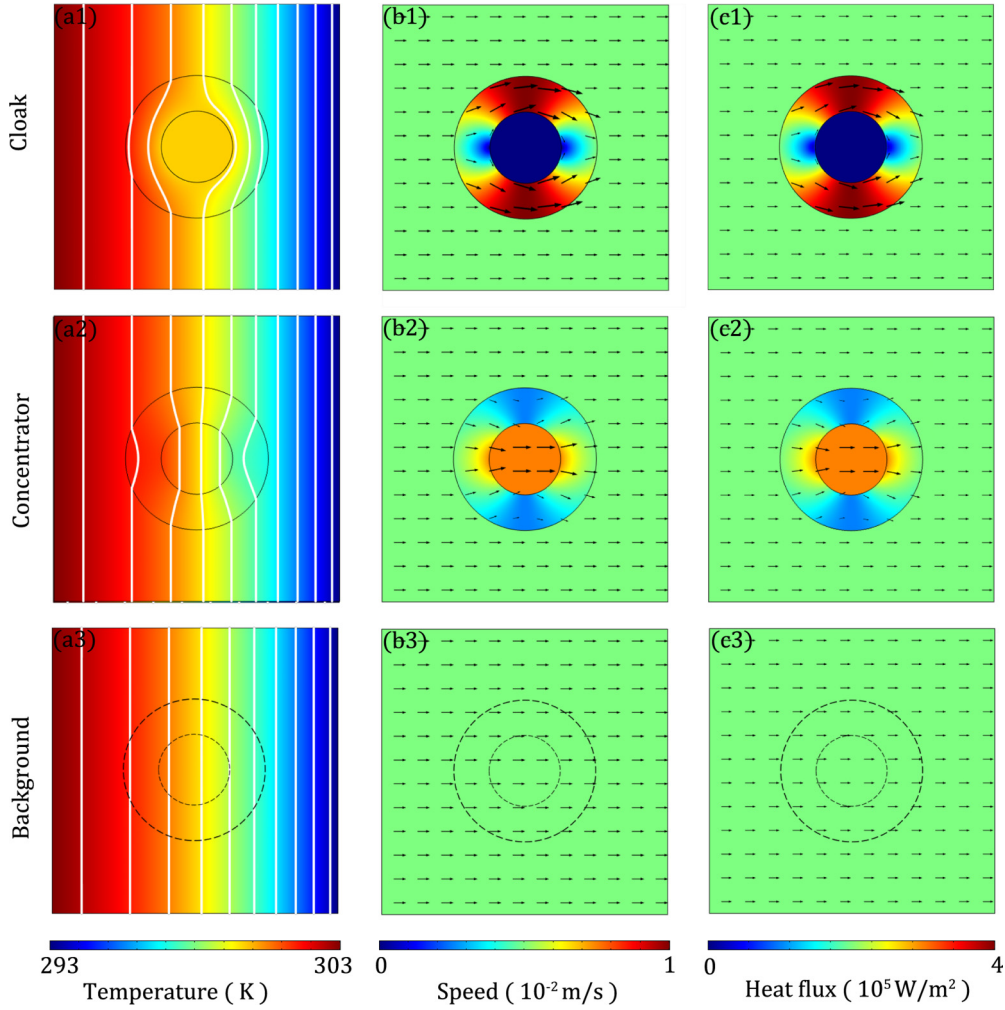 (a1) (b1) (c1)
Cloak
(a2) (b2) (c2)
Concentrator
(a3) (b3) (c3)
Background
293 303 0 1 0 4
Temperature ( K ) Speed ( 10⁻² m/s ) Heat flux ( 10⁵ W/m² )